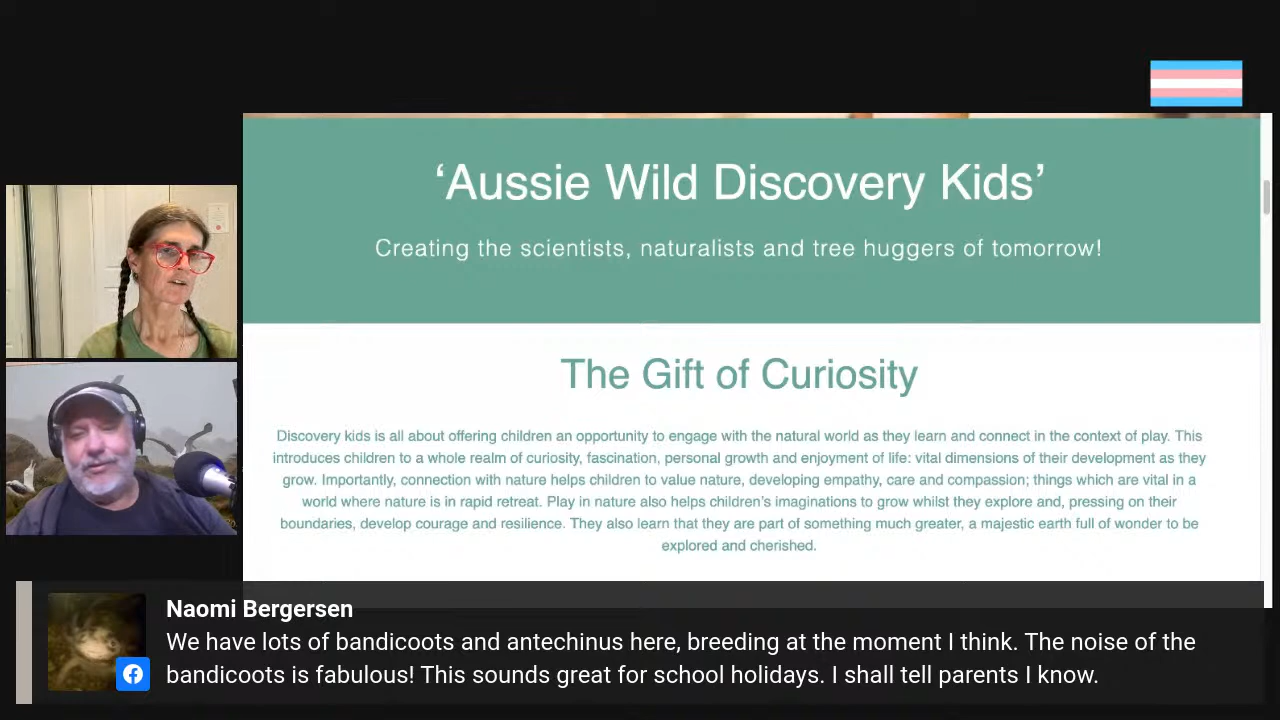 ‘Aussie Wild Discovery Kids’
Creating the scientists, naturalists and tree huggers of tomorrow!
The Gift of Curiosity
Discovery kids is all about offering children an opportunity to engage with the natural world as they learn and connect in the context of play. This
introduces children to a whole realm of curiosity, fascination, personal growth and enjoyment of life: vital dimensions of their development as they
grow. Importantly, connection with nature helps children to value nature, developing empathy, care and compassion; things which are vital in a
world where nature is in rapid retreat. Play in nature also helps children’s imaginations to grow whilst they explore and, pressing on their
boundaries, develop courage and resilience. They also learn that they are part of something much greater, a majestic earth full of wonder to be
explored and cherished.
Naomi Bergersen
We have lots of bandicoots and antechinus here, breeding at the moment I think. The noise of the
bandicoots is fabulous! This sounds great for school holidays. I shall tell parents I know.